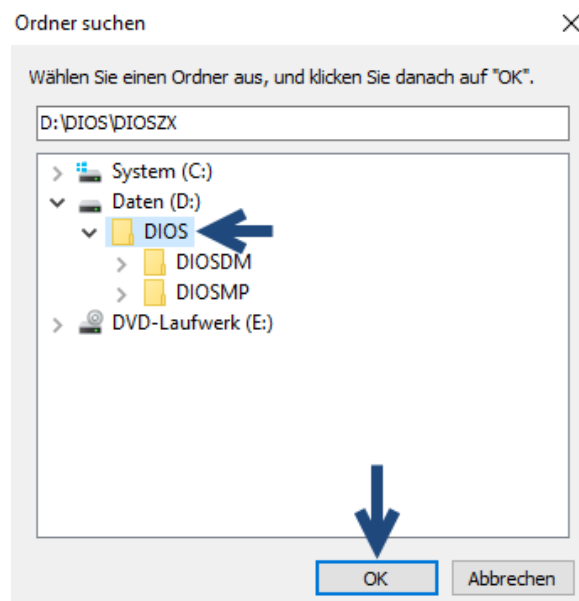 Ordner suchen
Wählen Sie einen Ordner aus, und klicken Sie danach auf "OK".
D:\DIOS\DIOSZX
System (C:)
Daten (D:)
DIOS
DIOSDM
DIOSMP
DVD-Laufwerk (E:)
OK Abbrechen